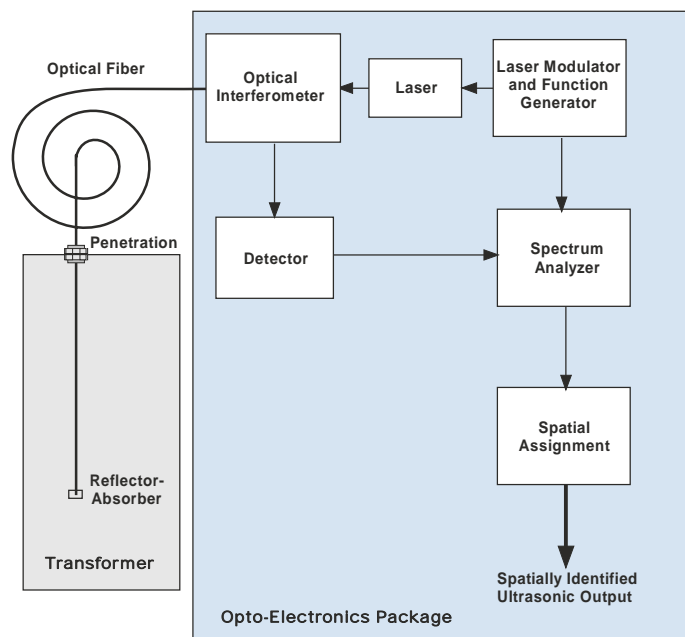 Optical Fiber
Optical
Interferometer
Laser
Laser Modulator
and Function
Generator
Penetration
Detector
Spectrum
Analyzer
Spatial
Assignment
Reflector-
Absorber
Transformer
Spatially Identified
Ultrasonic Output
Opto-Electronics Package